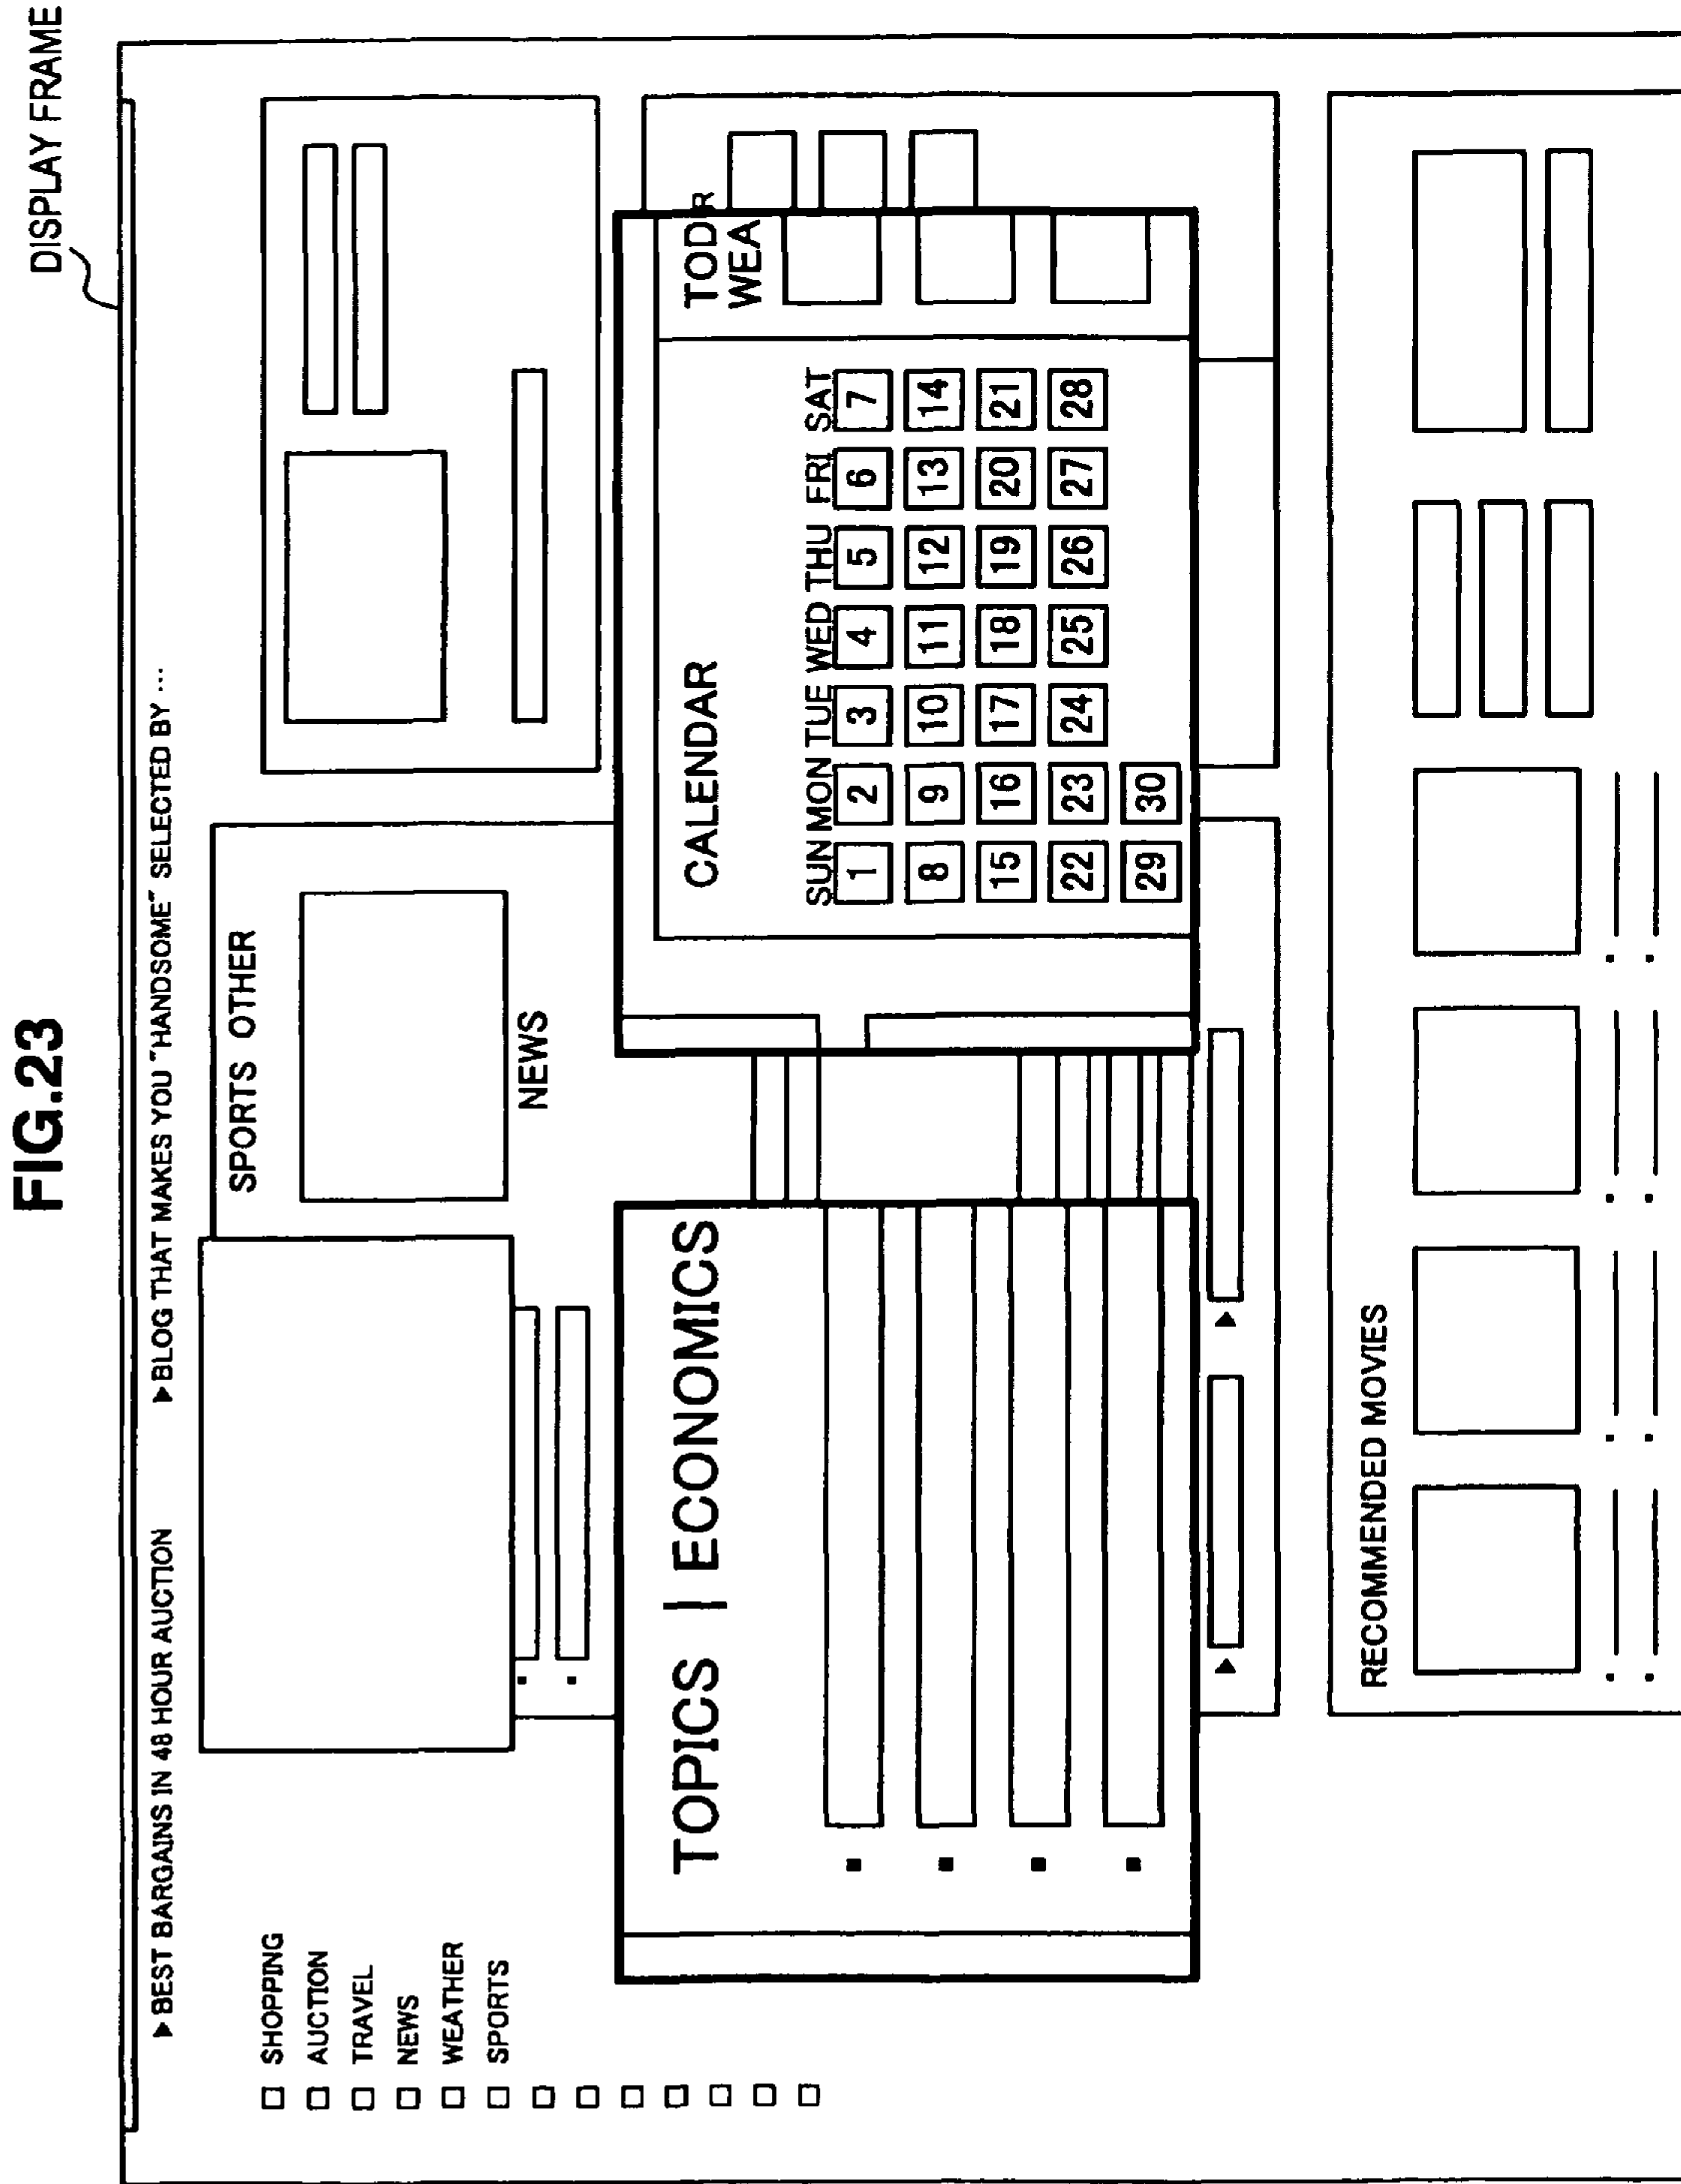 FIG.23
DISPLAY FRAME
▶BEST BARGAINS IN 48 HOUR AUCTION ▶BLOG THAT MAKES YOU "HANDSOME" SELECTED BY ...
SHOPPING
AUCTION
TRAVEL
NEWS
WEATHER
SPORTS
SPORTS OTHER
NEWS
TOPICS | ECONOMICS
CALENDAR
SUN MON TUE WED THU FRI SAT
1 2 3 4 5 6 7
8 9 10 11 12 13 14
15 16 17 18 19 20 21
22 23 24 25 26 27 28
29 30
TOD R
WEA
RECOMMENDED MOVIES